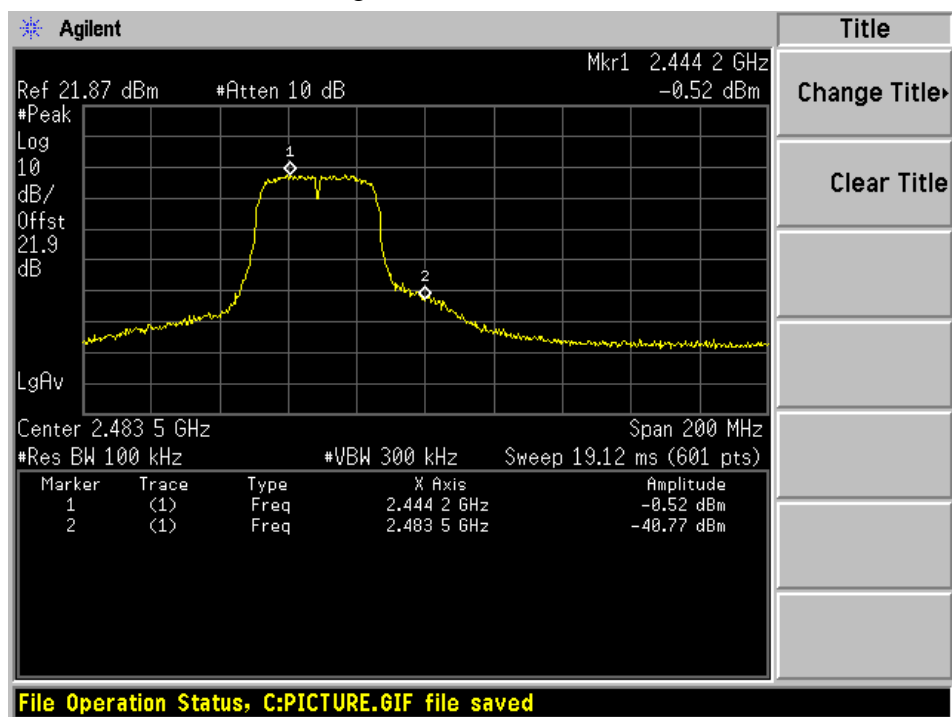 Agilent
Title
Mkr1 2.444 2 GHz
Ref 21.87 dBm #Atten 10 dB -0.52 dBm
#Peak
Log
10
dB/
Offst
21.9
dB
LgAv
1
2
Center 2.483 5 GHz Span 200 MHz
#Res BW 100 kHz #VBW 300 kHz Sweep 19.12 ms (601 pts)
Marker Trace Type X Axis Amplitude
1 (1) Freq 2.444 2 GHz -0.52 dBm
2 (1) Freq 2.483 5 GHz -40.77 dBm
Change Title
Clear Title
File Operation Status, C:PICTURE.GIF file saved